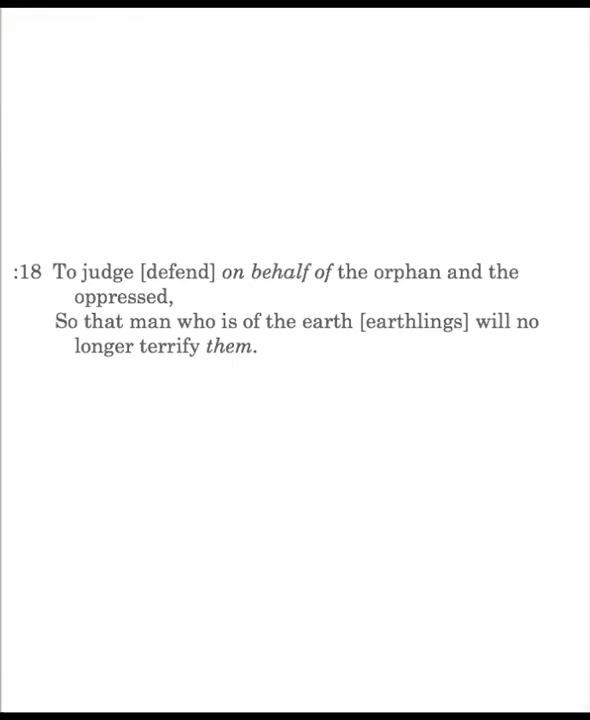 :18 To judge [defend] on behalf of the orphan and the
oppressed,
So that man who is of the earth [earthlings] will no
longer terrify them.